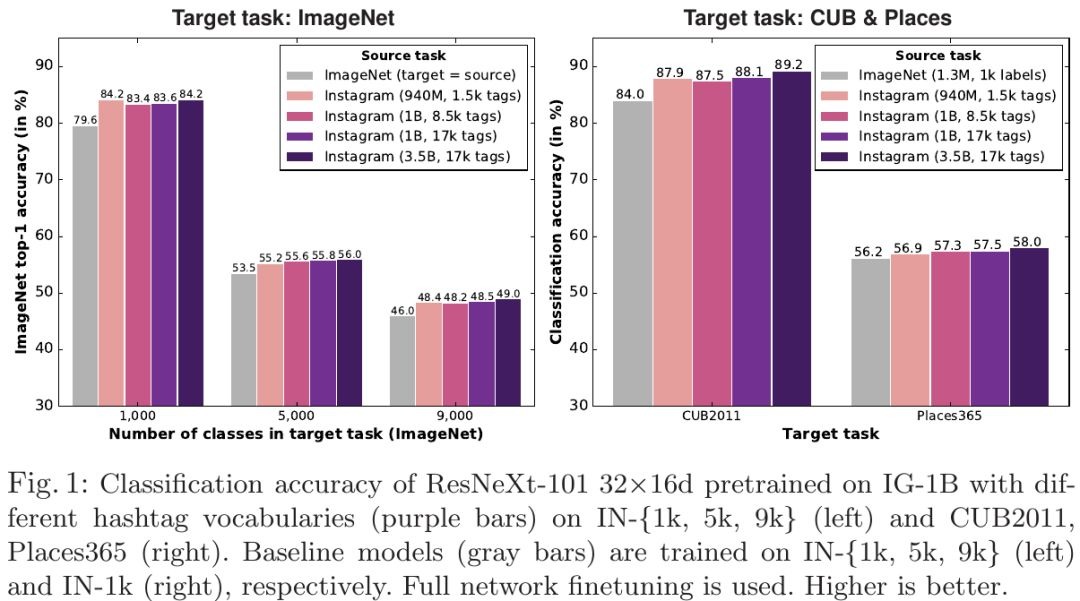 Target task: ImageNet
ImageNet top-1 accuracy (in %)
90
80
70
60
50
40
30
Source task
ImageNet (target = source)
Instagram (940M, 1.5k tags)
Instagram (1B, 8.5k tags)
Instagram (1B, 17k tags)
Instagram (3.5B, 17k tags)
79.6 84.2 83.4 83.6 84.2
53.5 55.2 55.6 55.8 56.0
46.0 48.4 48.2 48.5 49.0
1,000 5,000 9,000
Number of classes in target task (ImageNet)
Target task: CUB & Places
Classification accuracy (in %)
90
80
70
60
50
40
30
Source task
ImageNet (1.3M, 1k labels)
Instagram (940M, 1.5k tags)
Instagram (1B, 8.5k tags)
Instagram (1B, 17k tags)
Instagram (3.5B, 17k tags)
84.0 87.9 87.5 88.1 89.2
56.2 56.9 57.3 57.5 58.0
CUB2011 Places365
Target task
Fig. 1: Classification accuracy of ResNeXt-101 32×16d pretrained on IG-1B with dif-
ferent hashtag vocabularies (purple bars) on IN-{1k, 5k, 9k} (left) and CUB2011,
Places365 (right). Baseline models (gray bars) are trained on IN-{1k, 5k, 9k} (left)
and IN-1k (right), respectively. Full network finetuning is used. Higher is better.